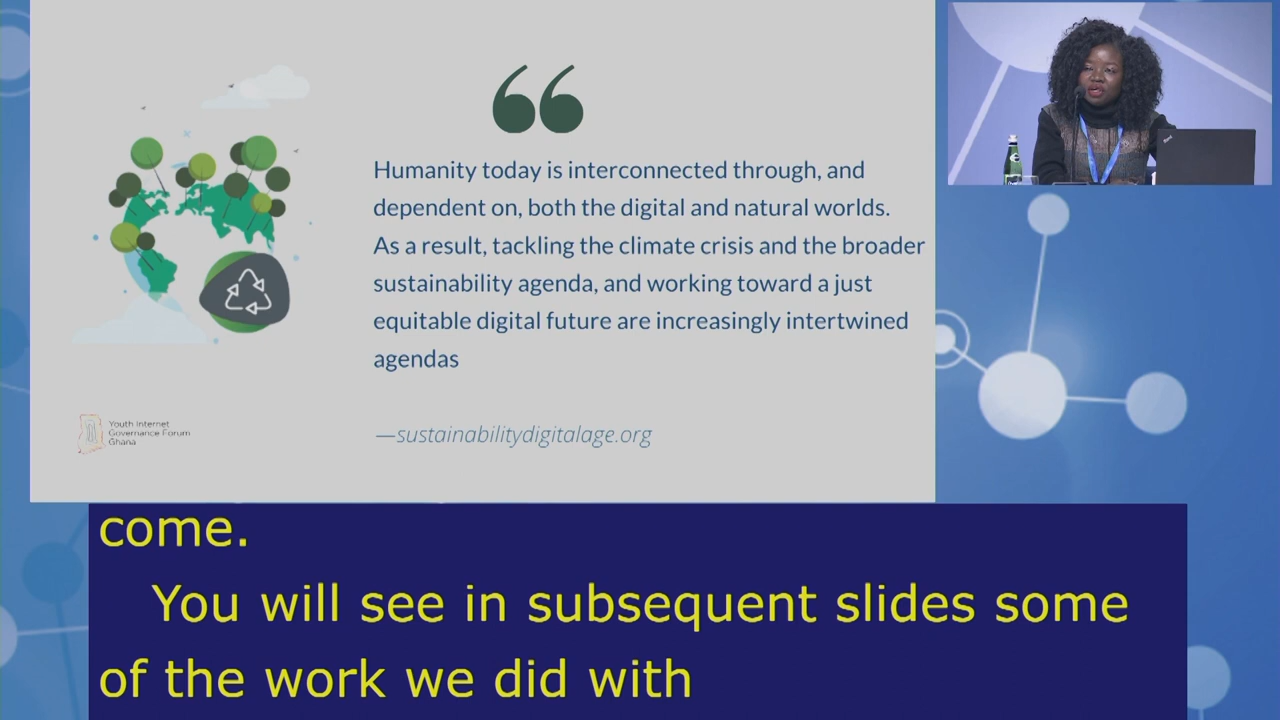 “
Humanity today is interconnected through, and
dependent on, both the digital and natural worlds.
As a result, tackling the climate crisis and the broader
sustainability agenda, and working toward a just
equitable digital future are increasingly intertwined
agendas
—sustainabilitydigitalage.org
Youth Internet
Governance Forum
Ghana
come.
You will see in subsequent slides some
of the work we did with